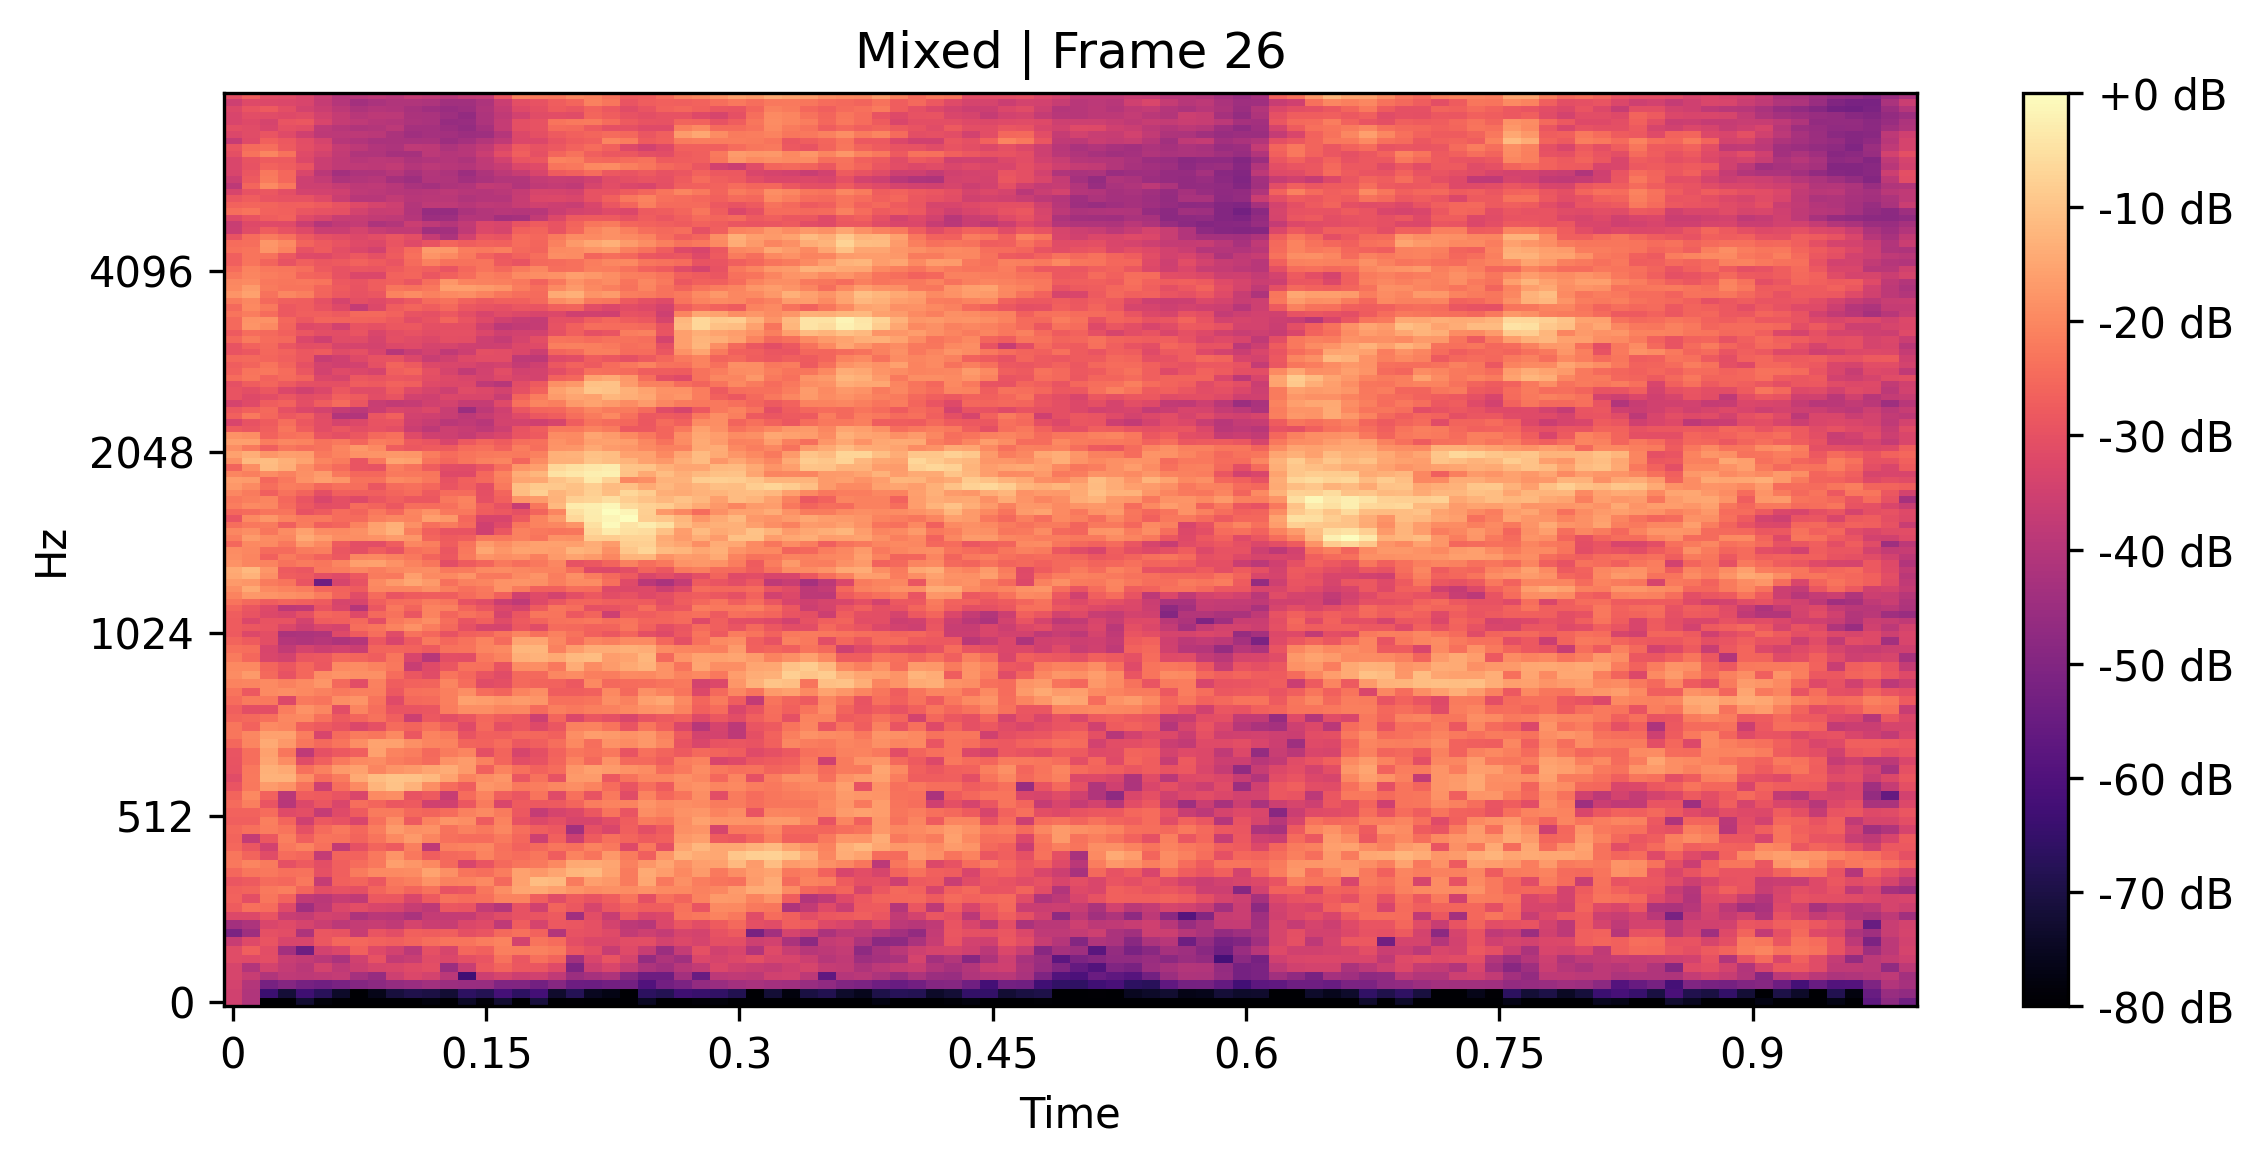 Mixed | Frame 26
+0 dB
-10 dB
-20 dB
-30 dB
-40 dB
-50 dB
-60 dB
-70 dB
-80 dB
Hz
4096
2048
1024
512
0
0 0.15 0.3 0.45 0.6 0.75 0.9
Time